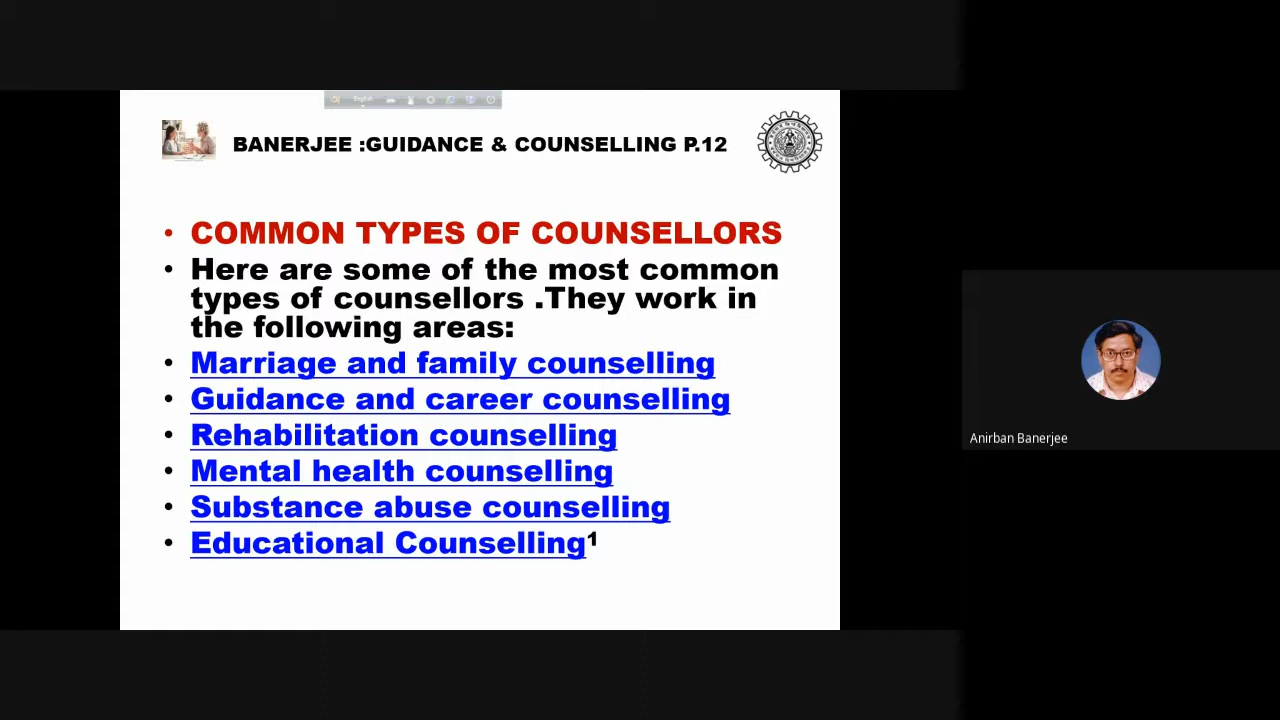 English
BANERJEE :GUIDANCE & COUNSELLING P.12
• COMMON TYPES OF COUNSELLORS
• Here are some of the most common
types of counsellors .They work in
the following areas:
• Marriage and family counselling
• Guidance and career counselling
• Rehabilitation counselling
• Mental health counselling
• Substance abuse counselling
• Educational Counselling¹
Anirban Banerjee